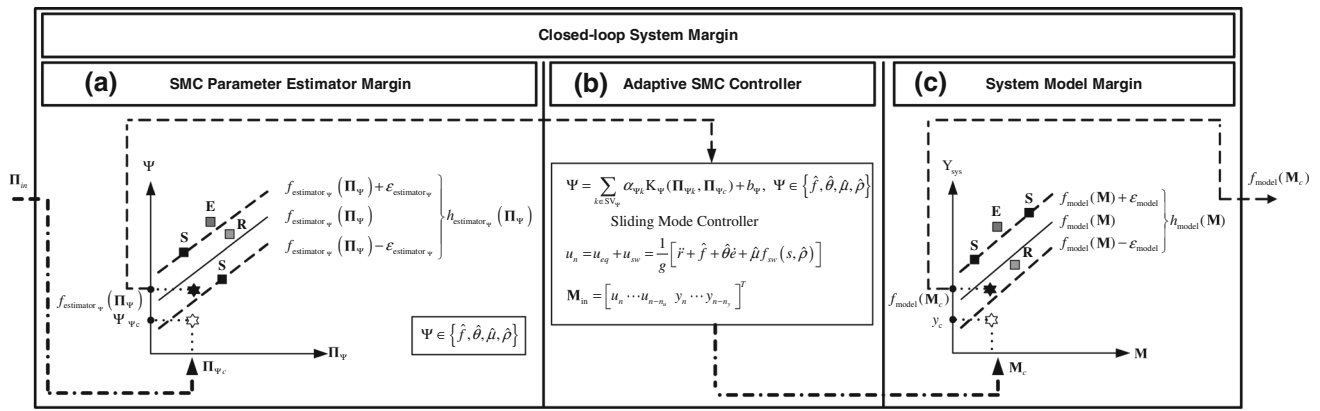 Closed-loop System Margin
(a) SMC Parameter Estimator Margin
(b) Adaptive SMC Controller
(c) System Model Margin
Π_in
Ψ
f_estimator_Ψ (Π_Ψ) + ε_estimator_Ψ
f_estimator_Ψ (Π_Ψ)
f_estimator_Ψ (Π_Ψ) − ε_estimator_Ψ
h_estimator_Ψ (Π_Ψ)
E
R
S
S
f_estimator_Ψ (Π_Ψ)
Ψ_Ψc
Π_Ψ
Π_Ψc
Ψ ∈ {f̂, θ̂, μ̂, ρ̂}
Ψ = ∑_{k∈SV_Ψ} α_Ψk K_Ψ(Π_Ψk, Π_Ψc) + b_Ψ, Ψ ∈ {f̂, θ̂, μ̂, ρ̂}
Sliding Mode Controller
u_n = u_eq + u_sw = 1/g [r̈ + f̂ + θ̂ė + μ̂ f_sw (s, ρ̂)]
M_in = [u_n ⋯ u_{n−n_u} y_n ⋯ y_{n−n_y}]^T
Y_sys
f_model (M) + ε_model
f_model (M)
f_model (M) − ε_model
h_model (M)
S
E
S
R
f_model (M_c)
y_c
M
M_c
f_model (M_c)